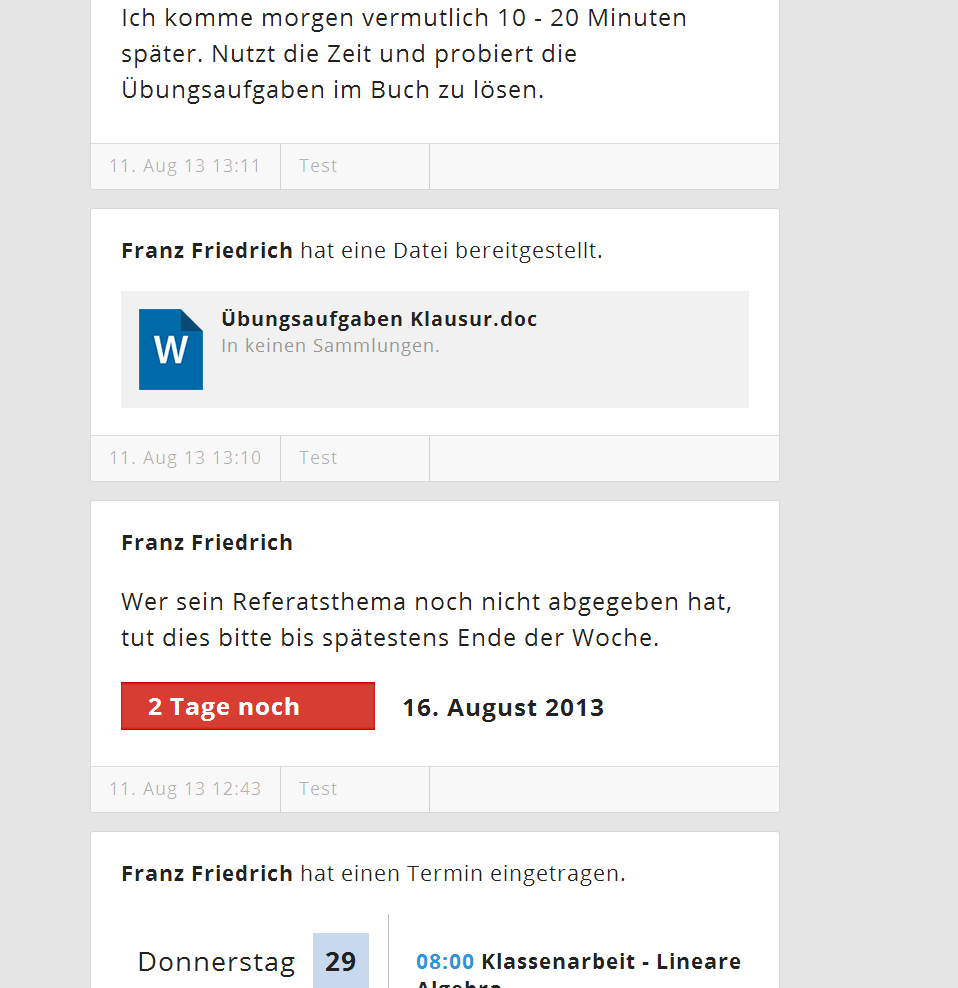 Ich komme morgen vermutlich 10 - 20 Minuten
später. Nutzt die Zeit und probiert die
Übungsaufgaben im Buch zu lösen.
11. Aug 13 13:11 Test
Franz Friedrich hat eine Datei bereitgestellt.
W
Übungsaufgaben Klausur.doc
In keinen Sammlungen.
11. Aug 13 13:10 Test
Franz Friedrich
Wer sein Referatsthema noch nicht abgegeben hat,
tut dies bitte bis spätestens Ende der Woche.
2 Tage noch 16. August 2013
11. Aug 13 12:43 Test
Franz Friedrich hat einen Termin eingetragen.
Donnerstag 29 08:00 Klassenarbeit - Lineare
Algebra